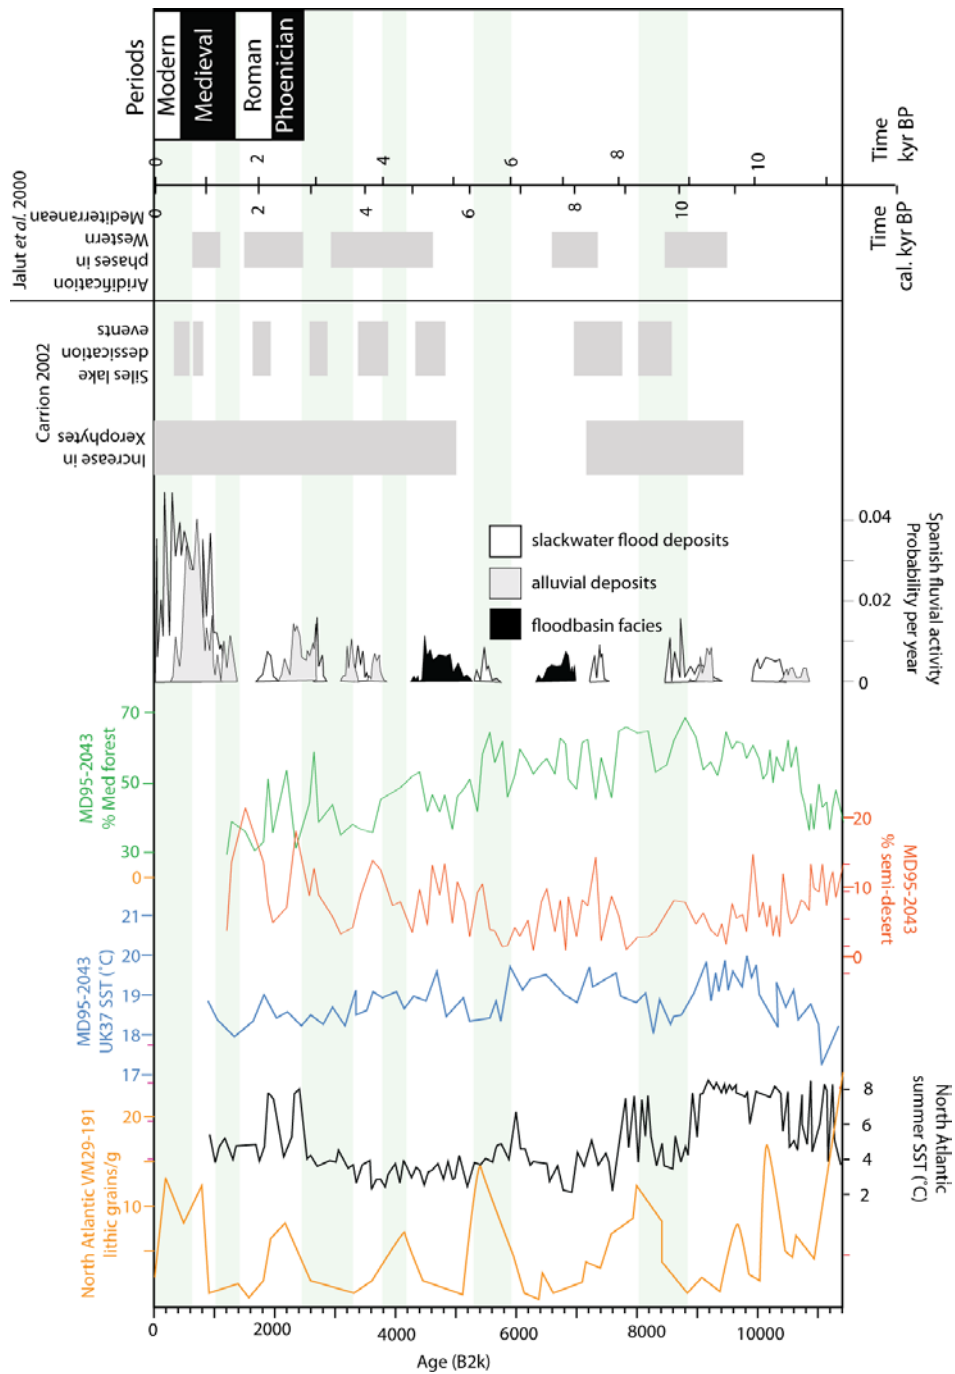 Periods
Modern
Medieval
Roman
Phoenician
0
2
4
6
8
10
Time
kyr BP
0
2
4
6
8
10
Time
cal. kyr BP
Jalut et al. 2000
Aridification
phases in
Western
Mediterranean
Carrion 2002
Siles lake
dessication
events
Increase in
Xerophytes
slackwater flood deposits
alluvial deposits
floodbasin facies
0.04
0.02
0
Spanish fluvial activity
Probability per year
70
50
30
MD95-2043
% Med forest
0
20
10
0
MD95-2043
% semi-desert
21
20
19
18
17
MD95-2043
UK37 SST (˚C)
8
6
4
2
North Atlantic
summer SST (˚C)
20
10
North Atlantic VM29-191
lithic grains/g
0
2000
4000
6000
8000
10000
Age (B2k)